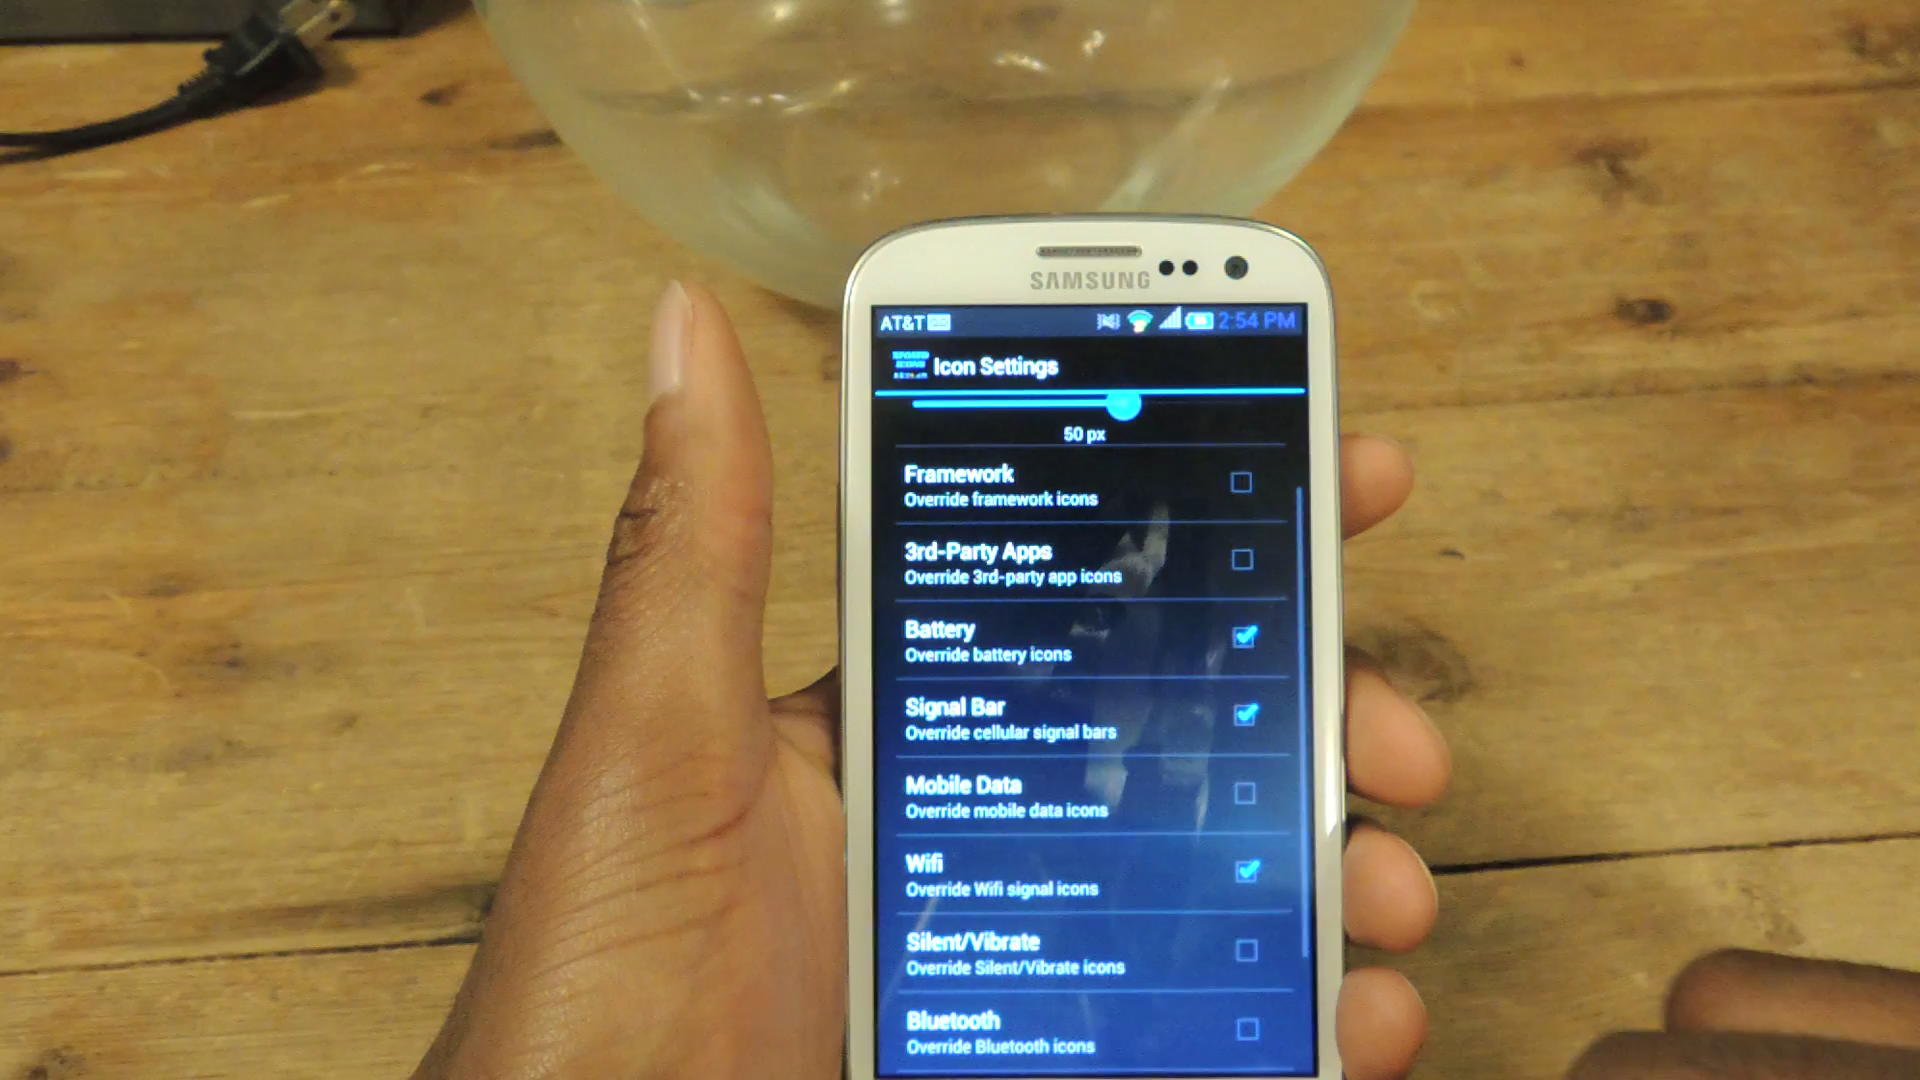 SAMSUNG
AT&T 2:54 PM
Icon Settings
50 px
Framework
Override framework icons
3rd-Party Apps
Override 3rd-party app icons
Battery
Override battery icons
Signal Bar
Override cellular signal bars
Mobile Data
Override mobile data icons
Wifi
Override Wifi signal icons
Silent/Vibrate
Override Silent/Vibrate icons
Bluetooth
Override Bluetooth icons